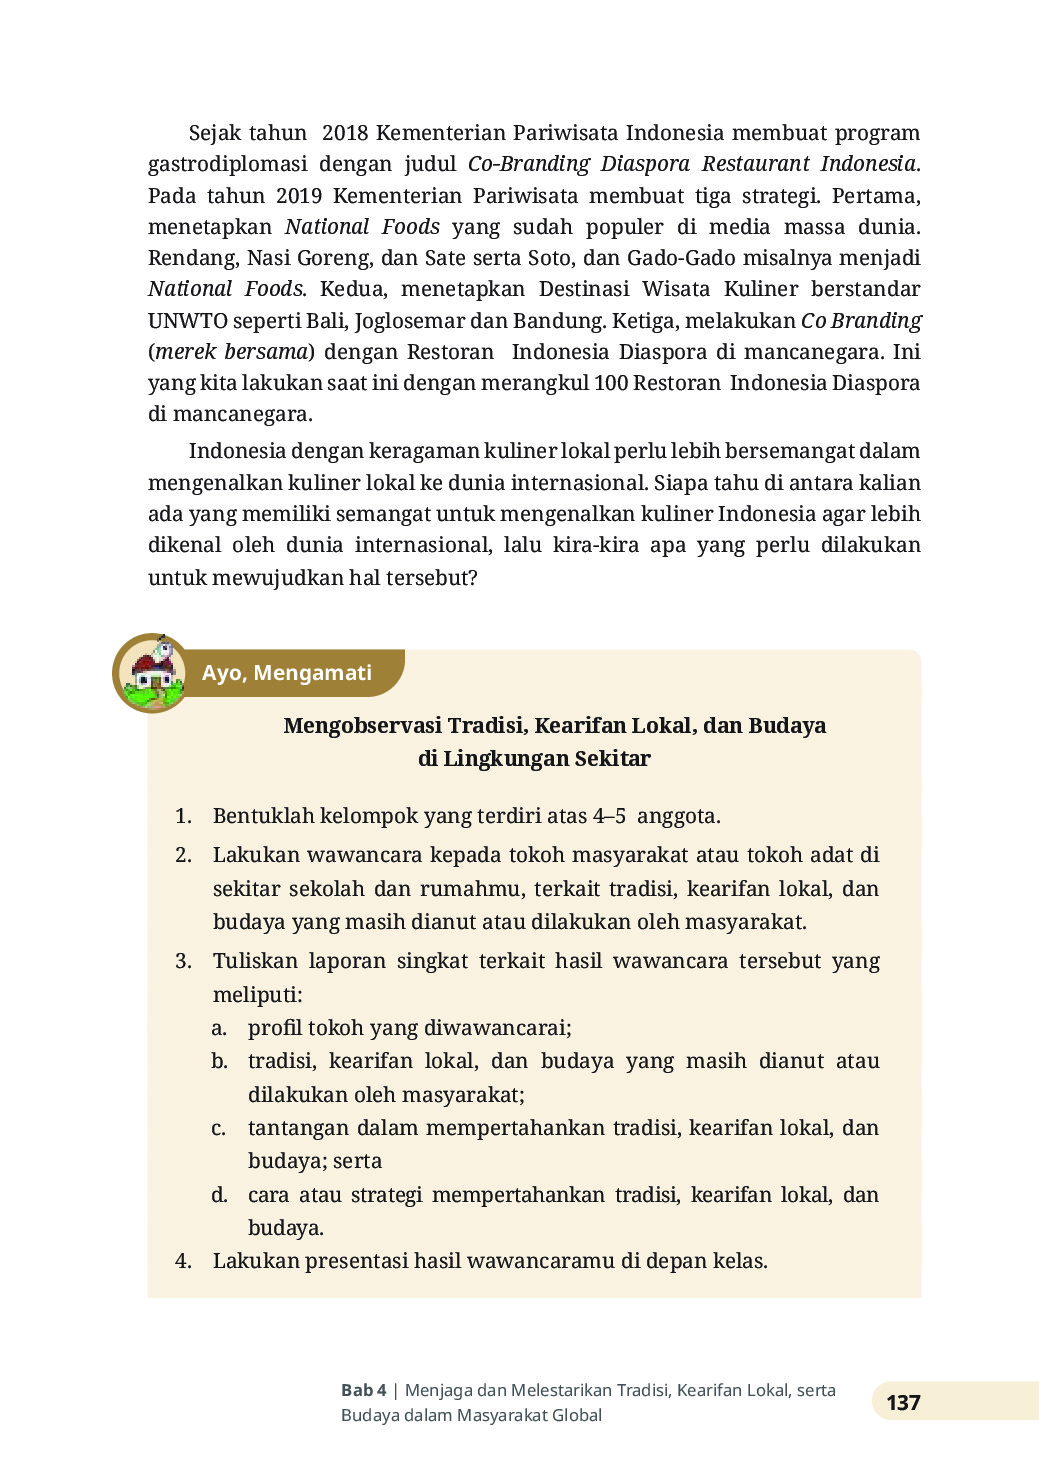 Sejak tahun 2018 Kementerian Pariwisata Indonesia membuat program
gastrodiplomasi dengan judul Co-Branding Diaspora Restaurant Indonesia.
Pada tahun 2019 Kementerian Pariwisata membuat tiga strategi. Pertama,
menetapkan National Foods yang sudah populer di media massa dunia.
Rendang, Nasi Goreng, dan Sate serta Soto, dan Gado-Gado misalnya menjadi
National Foods. Kedua, menetapkan Destinasi Wisata Kuliner berstandar
UNWTO seperti Bali, Joglosemar dan Bandung. Ketiga, melakukan Co Branding
(merek bersama) dengan Restoran Indonesia Diaspora di mancanegara. Ini
yang kita lakukan saat ini dengan merangkul 100 Restoran Indonesia Diaspora
di mancanegara.
Indonesia dengan keragaman kuliner lokal perlu lebih bersemangat dalam
mengenalkan kuliner lokal ke dunia internasional. Siapa tahu di antara kalian
ada yang memiliki semangat untuk mengenalkan kuliner Indonesia agar lebih
dikenal oleh dunia internasional, lalu kira-kira apa yang perlu dilakukan
untuk mewujudkan hal tersebut?
Ayo, Mengamati
Mengobservasi Tradisi, Kearifan Lokal, dan Budaya
di Lingkungan Sekitar
1. Bentuklah kelompok yang terdiri atas 4–5 anggota.
2. Lakukan wawancara kepada tokoh masyarakat atau tokoh adat di
sekitar sekolah dan rumahmu, terkait tradisi, kearifan lokal, dan
budaya yang masih dianut atau dilakukan oleh masyarakat.
3. Tuliskan laporan singkat terkait hasil wawancara tersebut yang
meliputi:
a. profil tokoh yang diwawancarai;
b. tradisi, kearifan lokal, dan budaya yang masih dianut atau
dilakukan oleh masyarakat;
c. tantangan dalam mempertahankan tradisi, kearifan lokal, dan
budaya; serta
d. cara atau strategi mempertahankan tradisi, kearifan lokal, dan
budaya.
4. Lakukan presentasi hasil wawancaramu di depan kelas.
Bab 4 | Menjaga dan Melestarikan Tradisi, Kearifan Lokal, serta
Budaya dalam Masyarakat Global
137